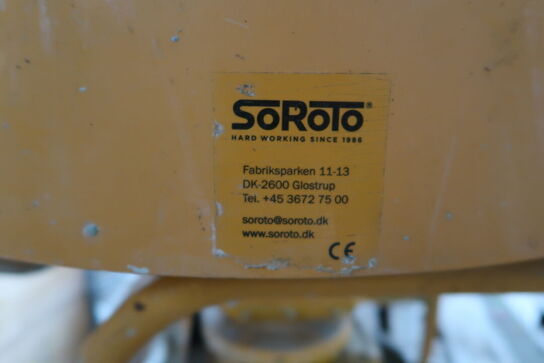 SoRoTo®
HARD WORKING SINCE 1986
Fabriksparken 11-13
DK-2600 Glostrup
Tel. +45 3672 75 00
soroto@soroto.dk
www.soroto.dk
CE